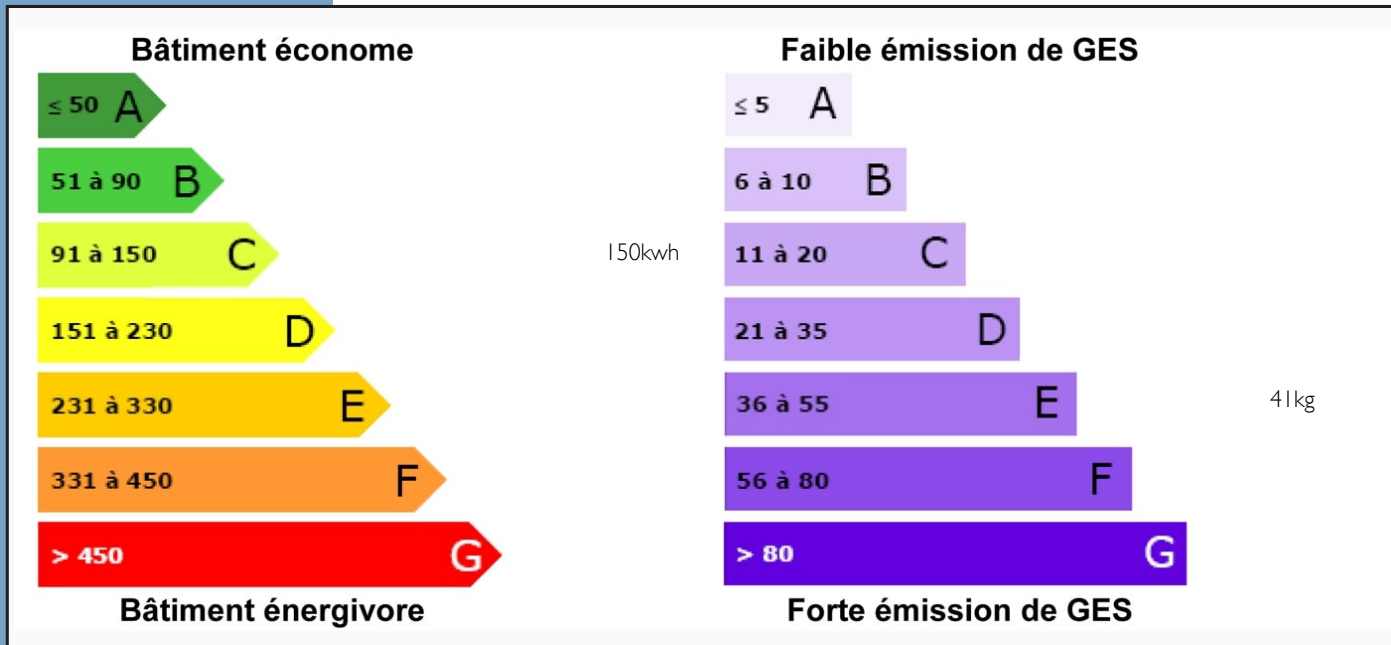 Bâtiment économe
≤ 50 A
51 à 90 B
91 à 150 C
150kwh
151 à 230 D
231 à 330 E
331 à 450 F
> 450 G
Bâtiment énergivore
Faible émission de GES
≤ 5 A
6 à 10 B
11 à 20 C
21 à 35 D
36 à 55 E
41kg
56 à 80 F
> 80 G
Forte émission de GES